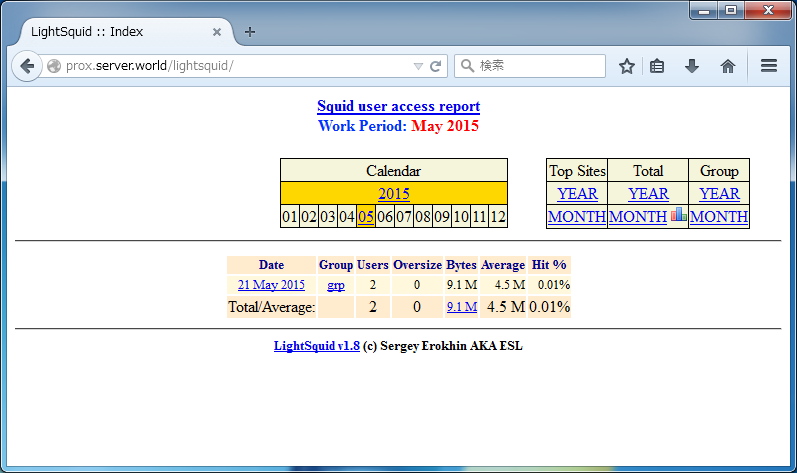 LightSquid :: Index
prox.server.world/lightsquid/
検索
Squid user access report
Work Period: May 2015
Calendar
2015
01 02 03 04 05 06 07 08 09 10 11 12
Top Sites Total Group
YEAR YEAR YEAR
MONTH MONTH MONTH
Date Group Users Oversize Bytes Average Hit %
21 May 2015 grp 2 0 9.1 M 4.5 M 0.01%
Total/Average: 2 0 9.1 M 4.5 M 0.01%
LightSquid v1.8 (c) Sergey Erokhin AKA ESL